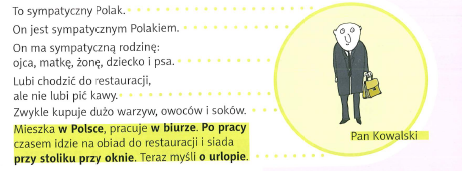 To sympatyczny Polak.
On jest sympatycznym Polakiem.
On ma sympatyczną rodzinę:
ojca, matkę, żonę, dziecko i psa.
Lubi chodzić do restauracji,
ale nie lubi pić kawy.
Zwykle kupuje dużo warzyw, owoców i soków.
Mieszka w Polsce, pracuje w biurze. Po pracy
czasem idzie na obiad do restauracji i siada
przy stoliku przy oknie. Teraz myśli o urlopie.
Pan Kowalski